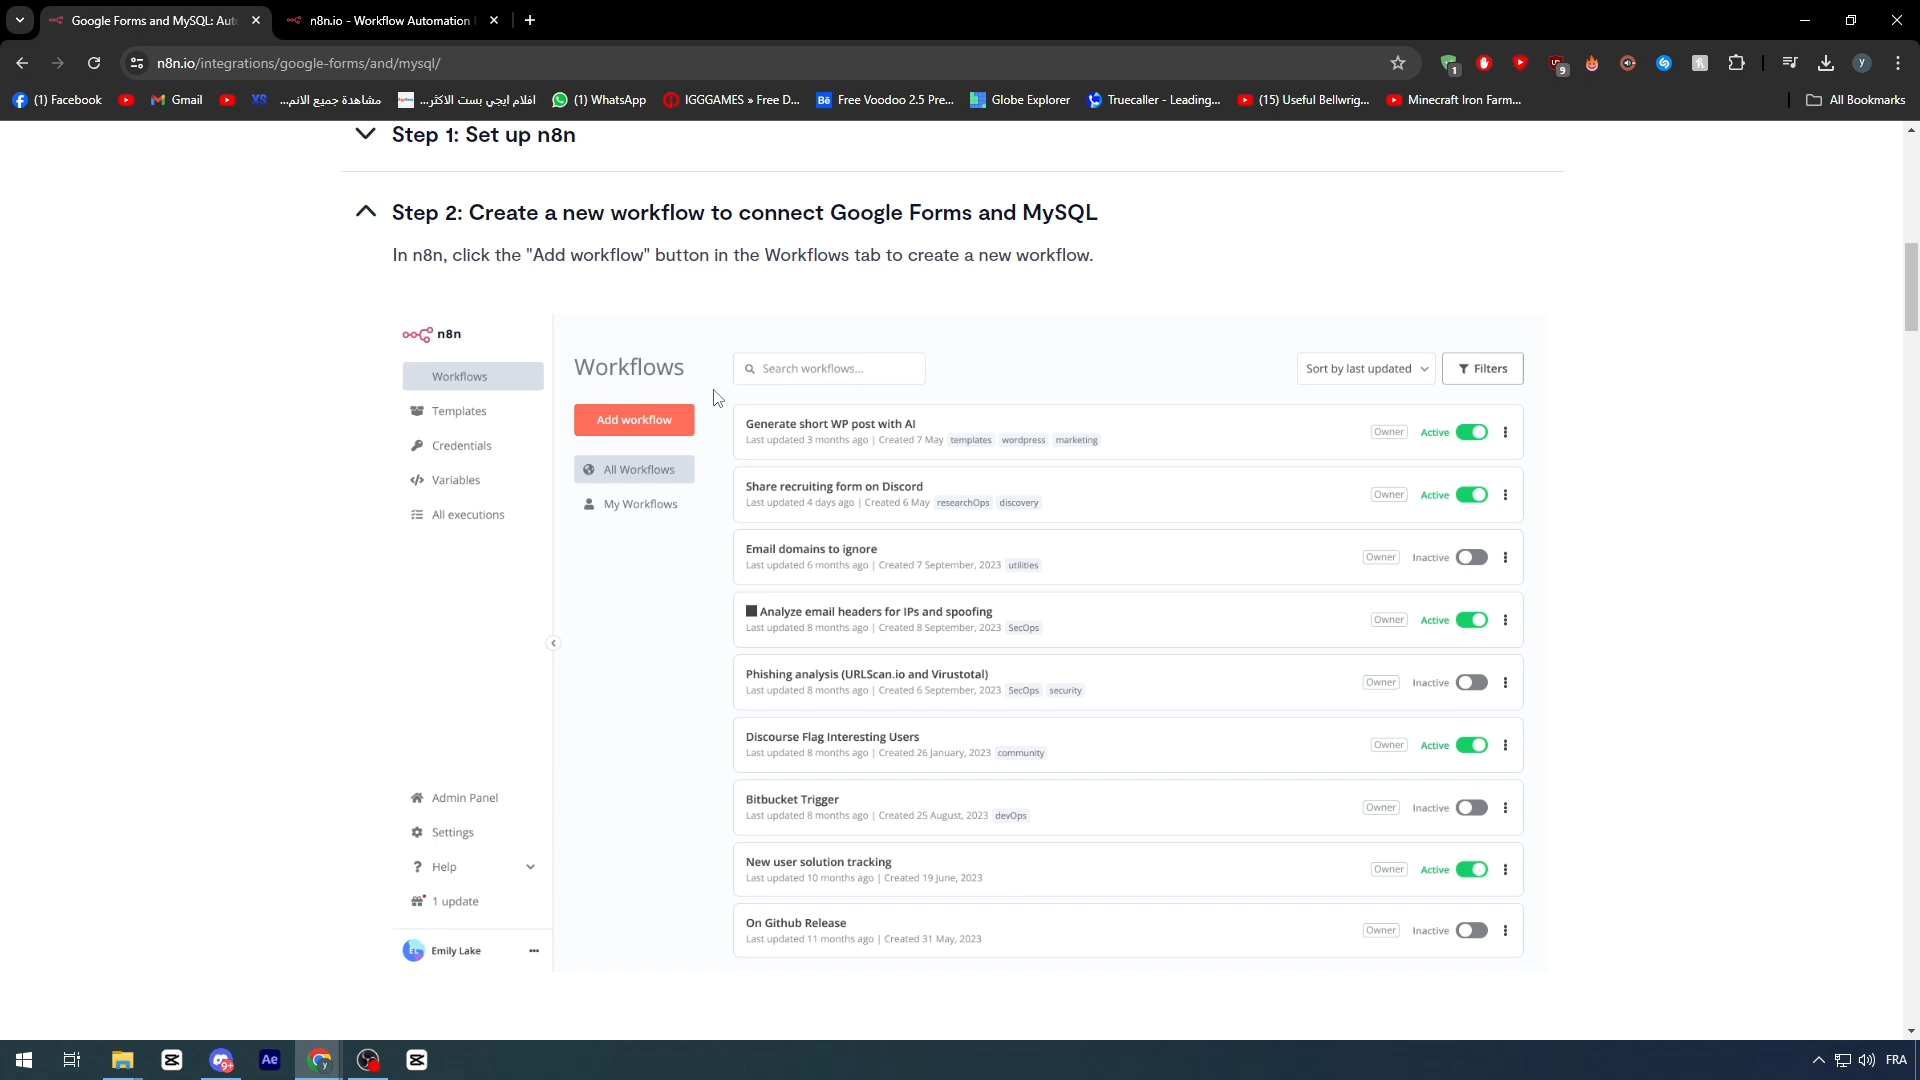 Google Forms and MySQL: Aut
n8n.io - Workflow Automation
n8n.io/integrations/google-forms/and/mysql/
1
9
y
(1) Facebook
Gmail
مشاهدة جميع الانم...
افلام ايجي بست الاكثر...
(1) WhatsApp
IGGGAMES » Free D...
Free Voodoo 2.5 Pre...
Globe Explorer
Truecaller - Leading...
(15) Useful Bellwrig...
Minecraft Iron Farm...
All Bookmarks
Step 1: Set up n8n
Step 2: Create a new workflow to connect Google Forms and MySQL
In n8n, click the "Add workflow" button in the Workflows tab to create a new workflow.
n8n
Workflows
Templates
Credentials
Variables
All executions
Admin Panel
Settings
Help
1 update
EL Emily Lake
Workflows
Add workflow
All Workflows
My Workflows
Search workflows...
Sort by last updated
Filters
Generate short WP post with AI
Last updated 3 months ago | Created 7 May templates wordpress marketing
Owner Active
Share recruiting form on Discord
Last updated 4 days ago | Created 6 May researchOps discovery
Owner Active
Email domains to ignore
Last updated 6 months ago | Created 7 September, 2023 utilities
Owner Inactive
Analyze email headers for IPs and spoofing
Last updated 8 months ago | Created 8 September, 2023 SecOps
Owner Active
Phishing analysis (URLScan.io and Virustotal)
Last updated 8 months ago | Created 6 September, 2023 SecOps security
Owner Inactive
Discourse Flag Interesting Users
Last updated 8 months ago | Created 26 January, 2023 community
Owner Active
Bitbucket Trigger
Last updated 8 months ago | Created 25 August, 2023 devOps
Owner Inactive
New user solution tracking
Last updated 10 months ago | Created 19 June, 2023
Owner Active
On Github Release
Last updated 11 months ago | Created 31 May, 2023
Owner Inactive
9+
Ae
y
FRA